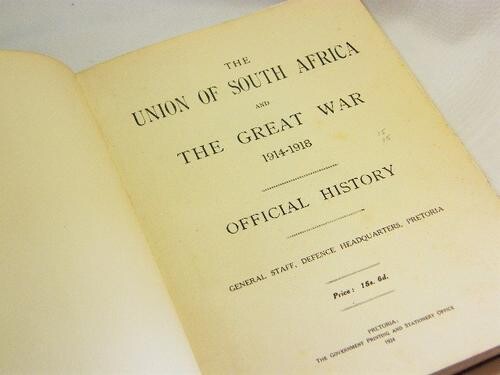 THE
UNION OF SOUTH AFRICA
AND
THE GREAT WAR
1914-1918
OFFICIAL HISTORY
GENERAL STAFF, DEFENCE HEADQUARTERS, PRETORIA
Price: 15s. 6d.
PRETORIA:
THE GOVERNMENT PRINTING AND STATIONERY OFFICE
1924